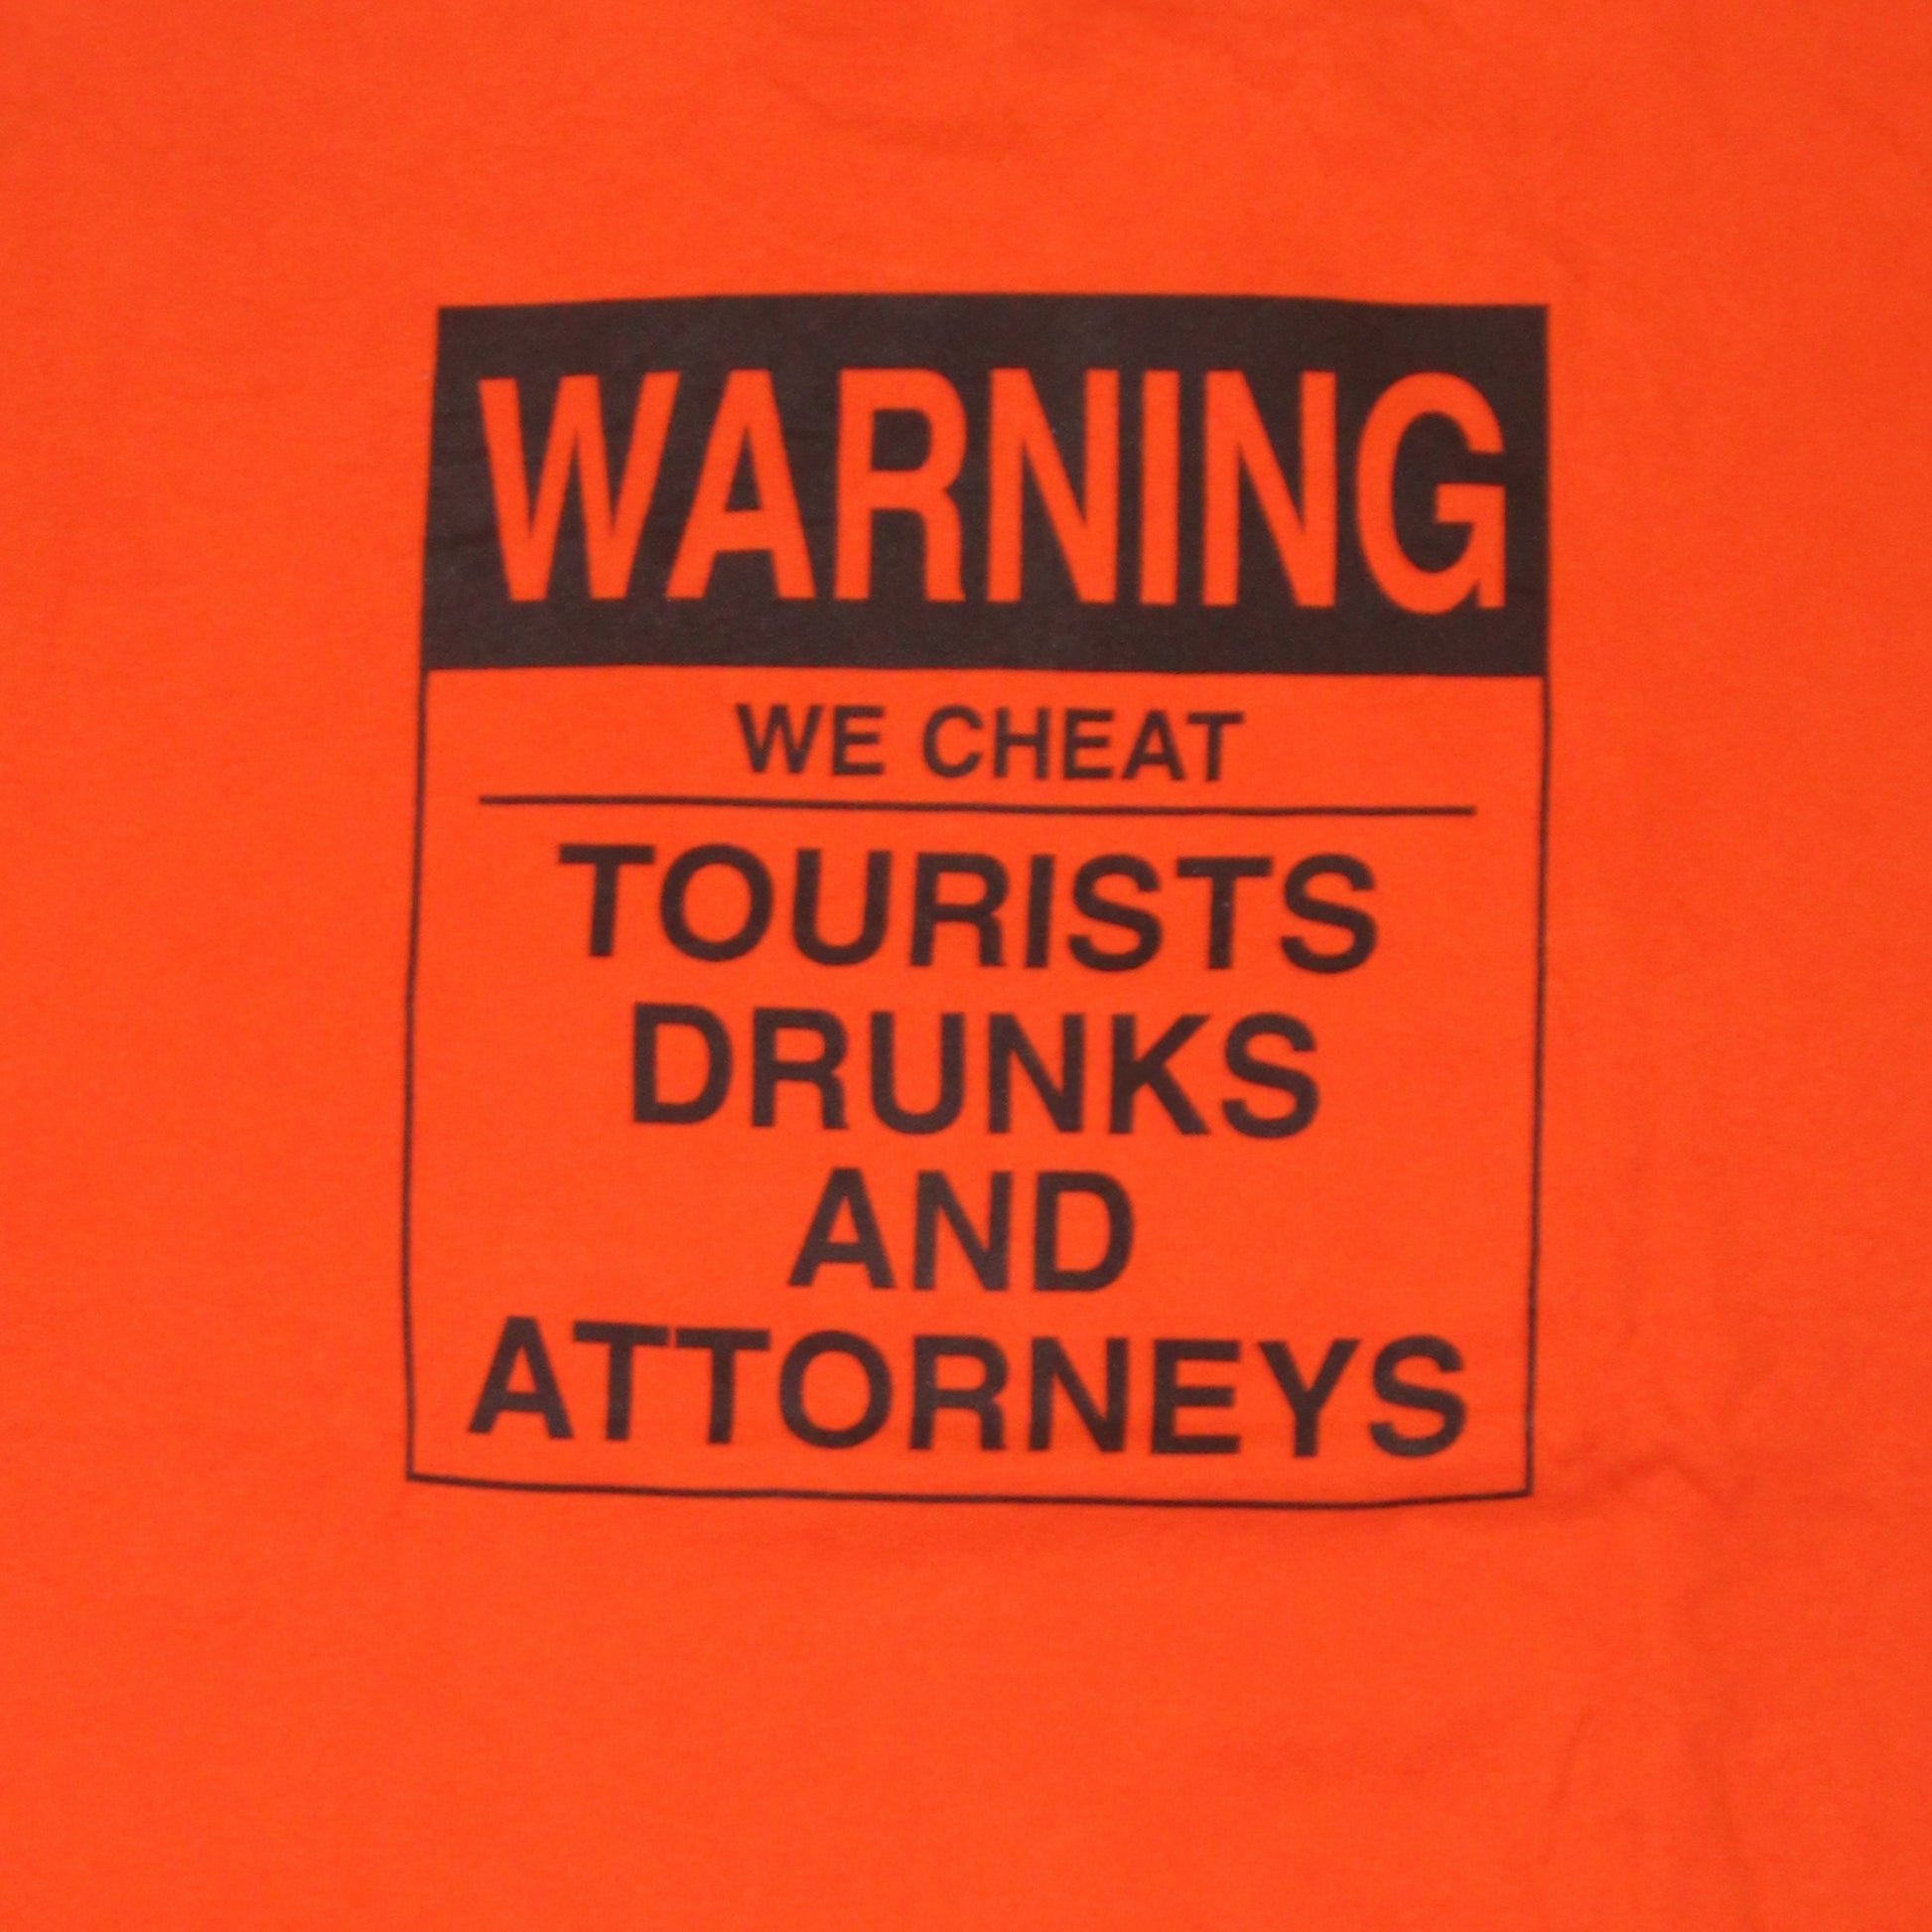 WARNING
WE CHEAT
TOURISTS
DRUNKS
AND
ATTORNEYS